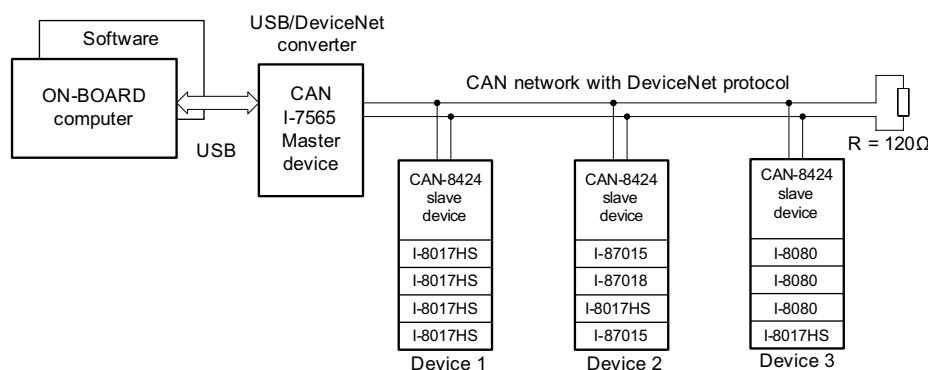 Software
ON-BOARD
computer
USB
USB/DeviceNet
converter
CAN
I-7565
Master
device
CAN network with DeviceNet protocol
R = 120Ω
CAN-8424
slave
device
I-8017HS
I-8017HS
I-8017HS
I-8017HS
Device 1
CAN-8424
slave
device
I-87015
I-87018
I-8017HS
I-87015
Device 2
CAN-8424
slave
device
I-8080
I-8080
I-8080
I-8017HS
Device 3